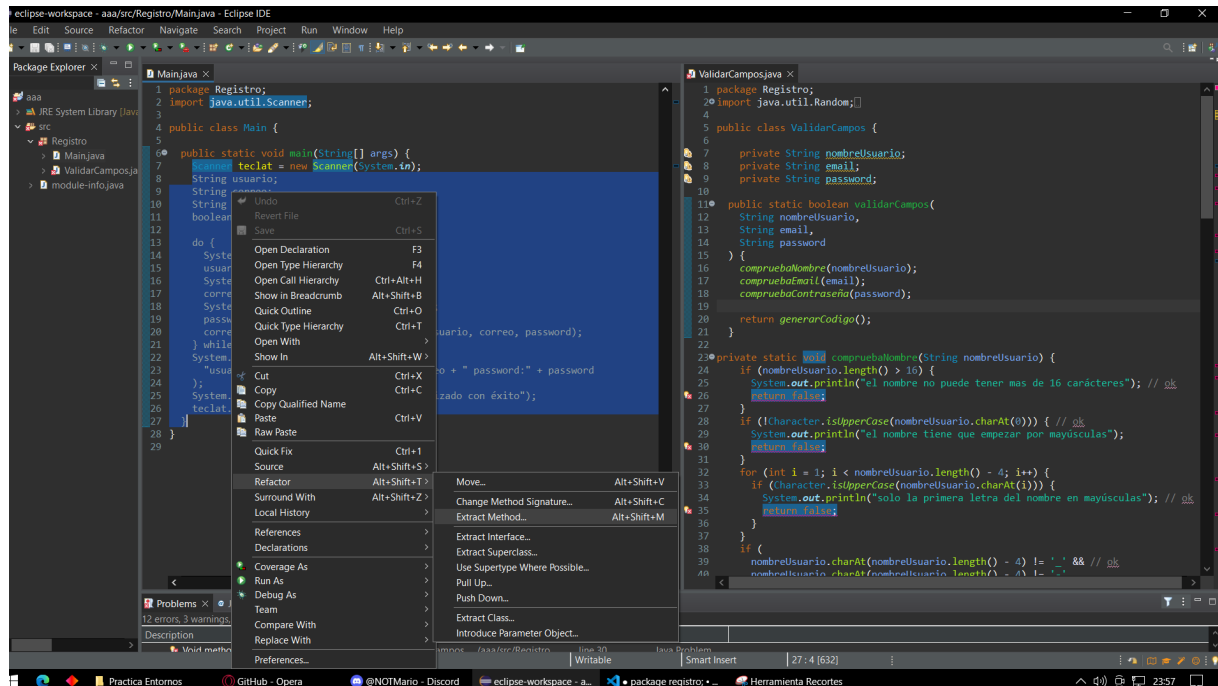 eclipse-workspace - aaa/src/Registro/Main.java - Eclipse IDE
le Edit Source Refactor Navigate Search Project Run Window Help
Package Explorer
aaa
JRE System Library [Java
src
Registro
Main.java
ValidarCampos.ja
module-info.java
Main.java
1 package Registro;
2 import java.util.Scanner;
3
4 public class Main {
5
6 public static void main(String[] args) {
7 Scanner teclat = new Scanner(System.in);
8 String usuario;
9 String correo;
10 String
11 boolean
12
13 do {
14 Syste
15 usuar
16 Syste
17 corre
18 Syste
19 passw
20 corre uario, correo, password);
21 } while
22 System.
23 "usua eo + " password:" + password
24 );
25 System. zado con éxito");
26 teclat.
27 }
28 }
29
Undo Ctrl+Z
Revert File
Save Ctrl+S
Open Declaration F3
Open Type Hierarchy F4
Open Call Hierarchy Ctrl+Alt+H
Show in Breadcrumb Alt+Shift+B
Quick Outline Ctrl+O
Quick Type Hierarchy Ctrl+T
Open With
Show In Alt+Shift+W
Cut Ctrl+X
Copy Ctrl+C
Copy Qualified Name
Paste Ctrl+V
Raw Paste
Quick Fix Ctrl+1
Source Alt+Shift+S
Refactor Alt+Shift+T
Surround With Alt+Shift+Z
Local History
References
Declarations
Coverage As
Run As
Debug As
Team
Compare With
Replace With
Preferences...
Move... Alt+Shift+V
Change Method Signature... Alt+Shift+C
Extract Method... Alt+Shift+M
Extract Interface...
Extract Superclass...
Use Supertype Where Possible...
Pull Up...
Push Down...
Extract Class...
Introduce Parameter Object...
ValidarCampos.java
1 package Registro;
2 import java.util.Random;
4
5 public class ValidarCampos {
6
7 private String nombreUsuario;
8 private String email;
9 private String password;
10
11 public static boolean validarCampos(
12 String nombreUsuario,
13 String email,
14 String password
15 ) {
16 compruebaNombre(nombreUsuario);
17 compruebaEmail(email);
18 compruebaContraseña(password);
19
20 return generarCodigo();
21 }
22
23 private static void compruebaNombre(String nombreUsuario) {
24 if (nombreUsuario.length() > 16) {
25 System.out.println("el nombre no puede tener mas de 16 carácteres"); // ok
26 return false;
27 }
28 if (!Character.isUpperCase(nombreUsuario.charAt(0))) { // ok
29 System.out.println("el nombre tiene que empezar por mayúsculas");
30 return false;
31 }
32 for (int i = 1; i < nombreUsuario.length() - 4; i++) {
33 if (Character.isUpperCase(nombreUsuario.charAt(i))) {
34 System.out.println("solo la primera letra del nombre en mayúsculas"); // ok
35 return false;
36 }
37 }
38 if (
39 nombreUsuario.charAt(nombreUsuario.length() - 4) != '_' && // ok
40 nombreUsuario.charAt(nombreUsuario.length() - 4) != '-'
Problems
12 errors, 3 warnings,
Description
Void metho mpos /aaa/src/Registro line 30 Java Problem
Writable Smart Insert 27 : 4 [632]
Practica Entornos GitHub - Opera @NOTMario - Discord eclipse-workspace - a... package registro; • ... Herramienta Recortes 23:57